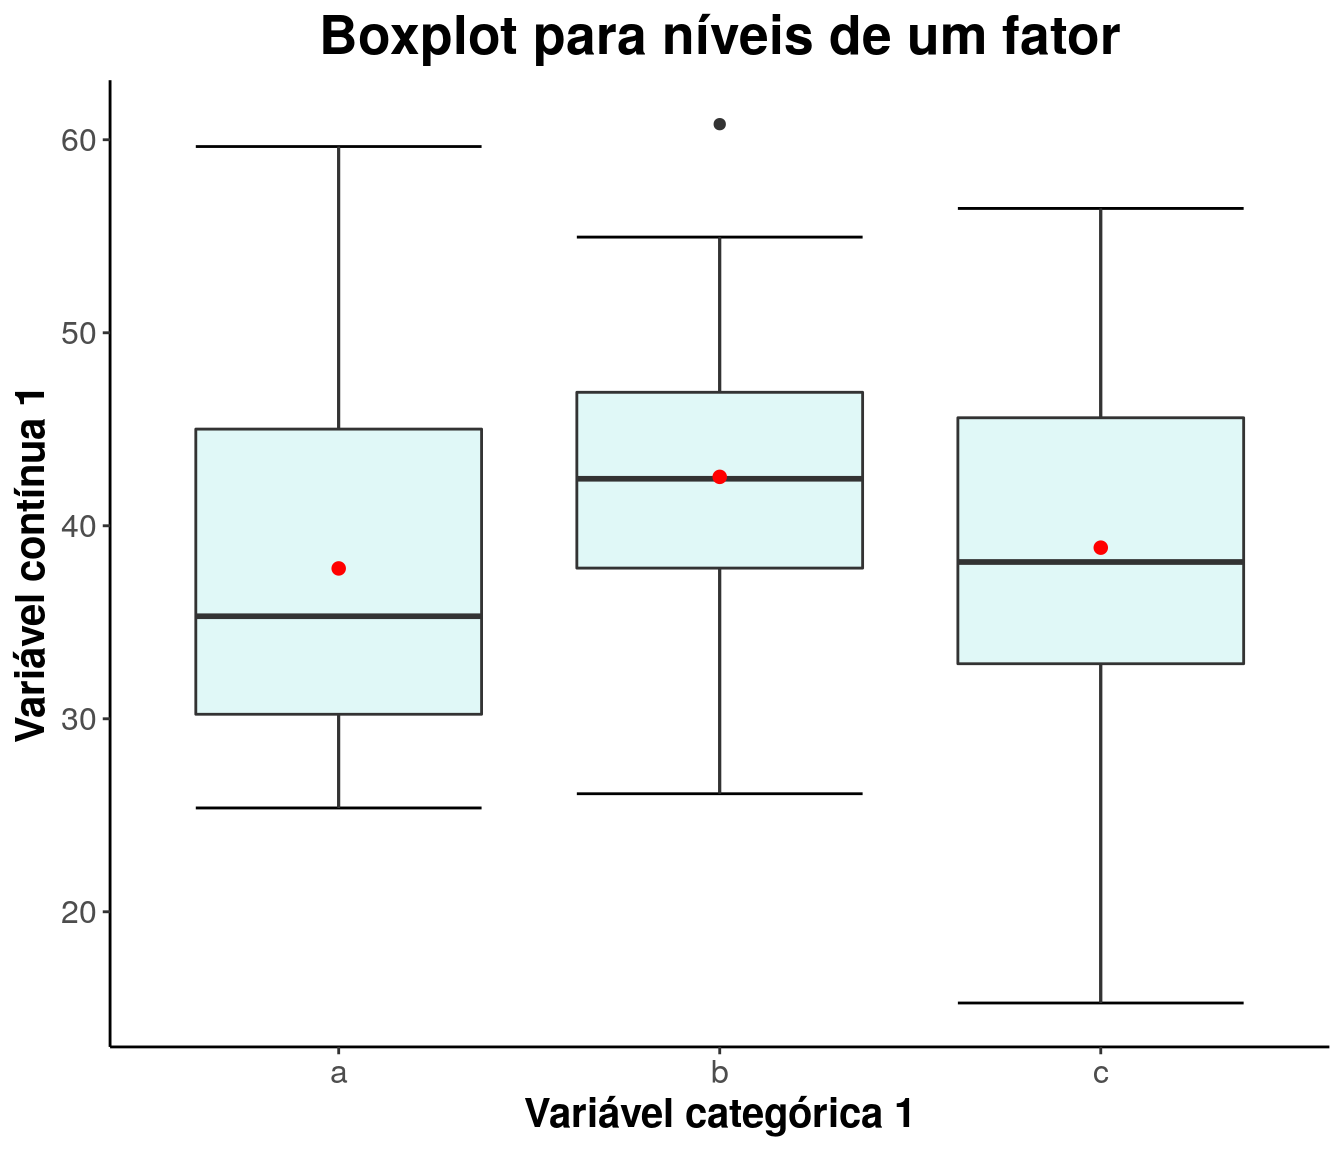 Boxplot para níveis de um fator
60
50
40
30
20
Variável contínua 1
a b c
Variável categórica 1